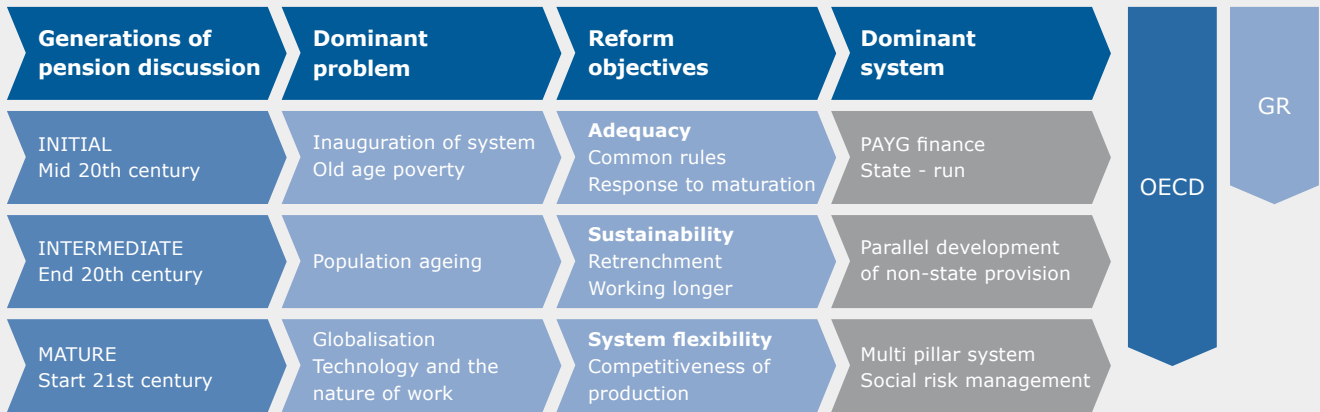 Generations of
pension discussion
Dominant
problem
Reform
objectives
Dominant
system
INITIAL
Mid 20th century
Inauguration of system
Old age poverty
Adequacy
Common rules
Response to maturation
PAYG finance
State - run
INTERMEDIATE
End 20th century
Population ageing
Sustainability
Retrenchment
Working longer
Parallel development
of non-state provision
MATURE
Start 21st century
Globalisation
Technology and the
nature of work
System flexibility
Competitiveness of
production
Multi pillar system
Social risk management
OECD
GR